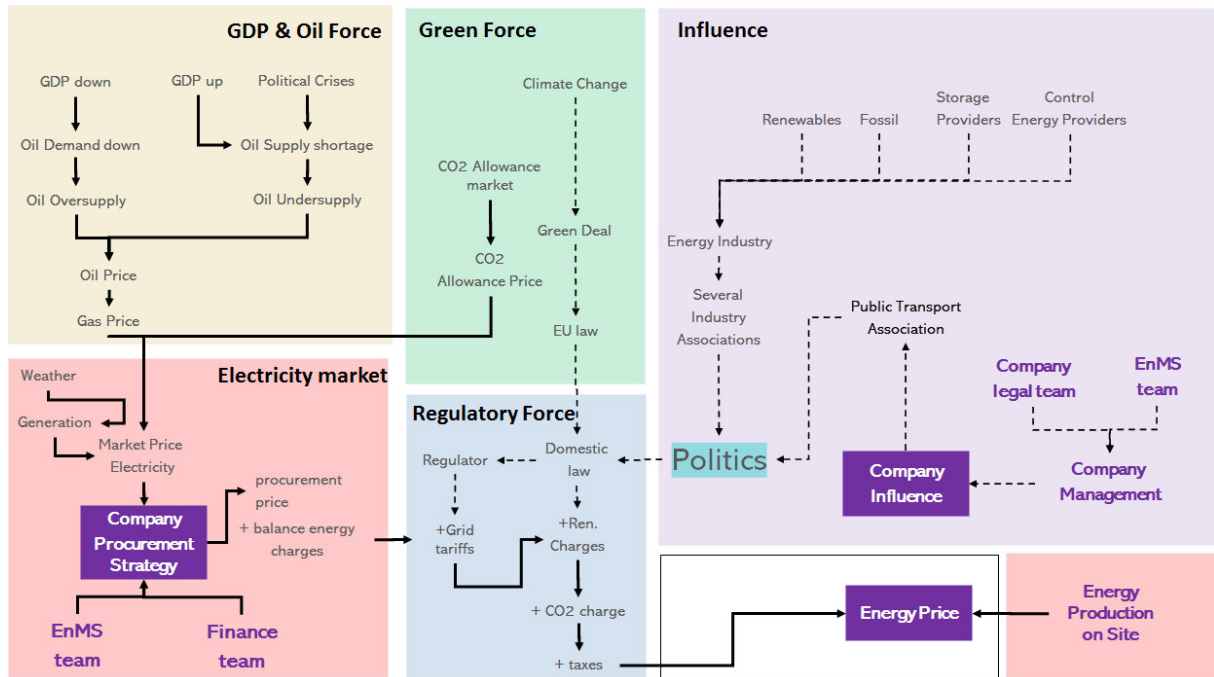 GDP & Oil Force
GDP down
GDP up
Political Crises
Oil Demand down
Oil Supply shortage
Oil Oversupply
Oil Undersupply
Oil Price
Gas Price
Green Force
Climate Change
CO2 Allowance
market
Green Deal
CO2
Allowance Price
EU law
Influence
Renewables
Fossil
Storage
Providers
Control
Energy Providers
Energy Industry
Several
Industry
Associations
Public Transport
Association
Company
legal team
EnMS
team
Politics
Company
Influence
Company
Management
Electricity market
Weather
Generation
Market Price
Electricity
procurement
price
+ balance energy
charges
Company
Procurement
Strategy
EnMS
team
Finance
team
Regulatory Force
Regulator
Domestic
law
+Grid
tariffs
+Ren.
Charges
+ CO2 charge
+ taxes
Energy Price
Energy
Production
on Site